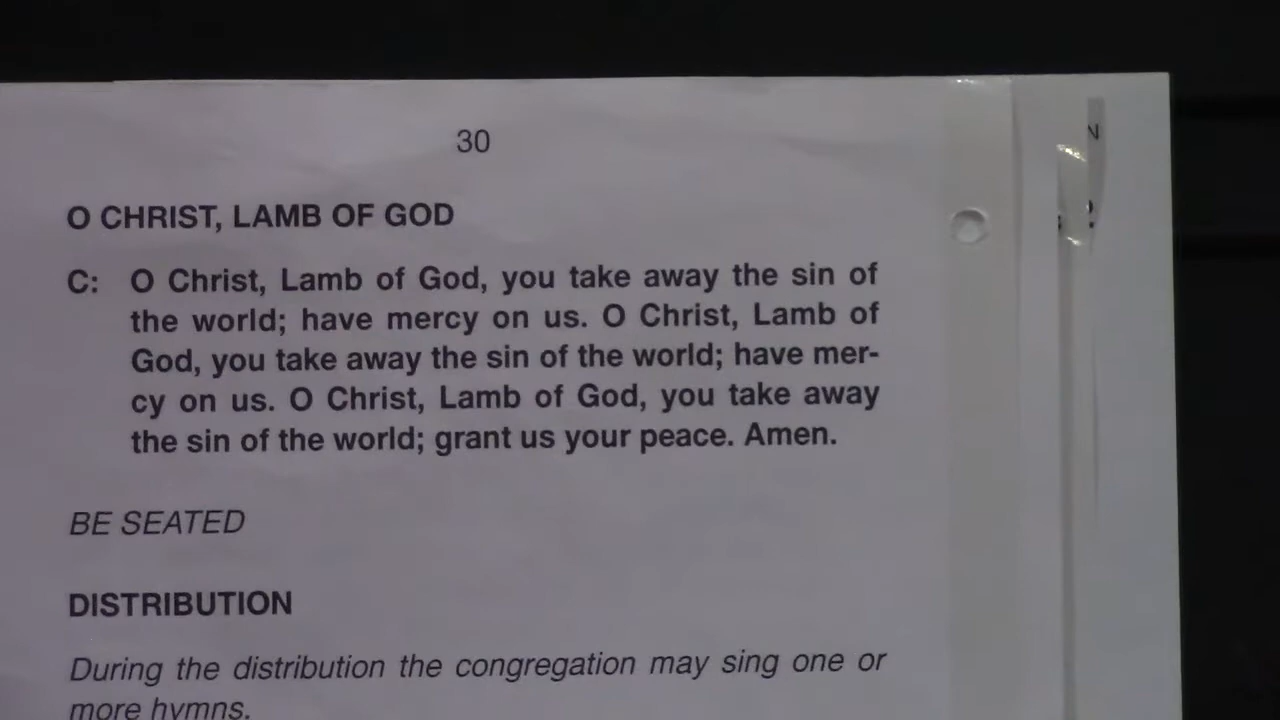 30
O CHRIST, LAMB OF GOD
C: O Christ, Lamb of God, you take away the sin of
the world; have mercy on us. O Christ, Lamb of
God, you take away the sin of the world; have mer-
cy on us. O Christ, Lamb of God, you take away
the sin of the world; grant us your peace. Amen.
BE SEATED
DISTRIBUTION
During the distribution the congregation may sing one or
more hymns.